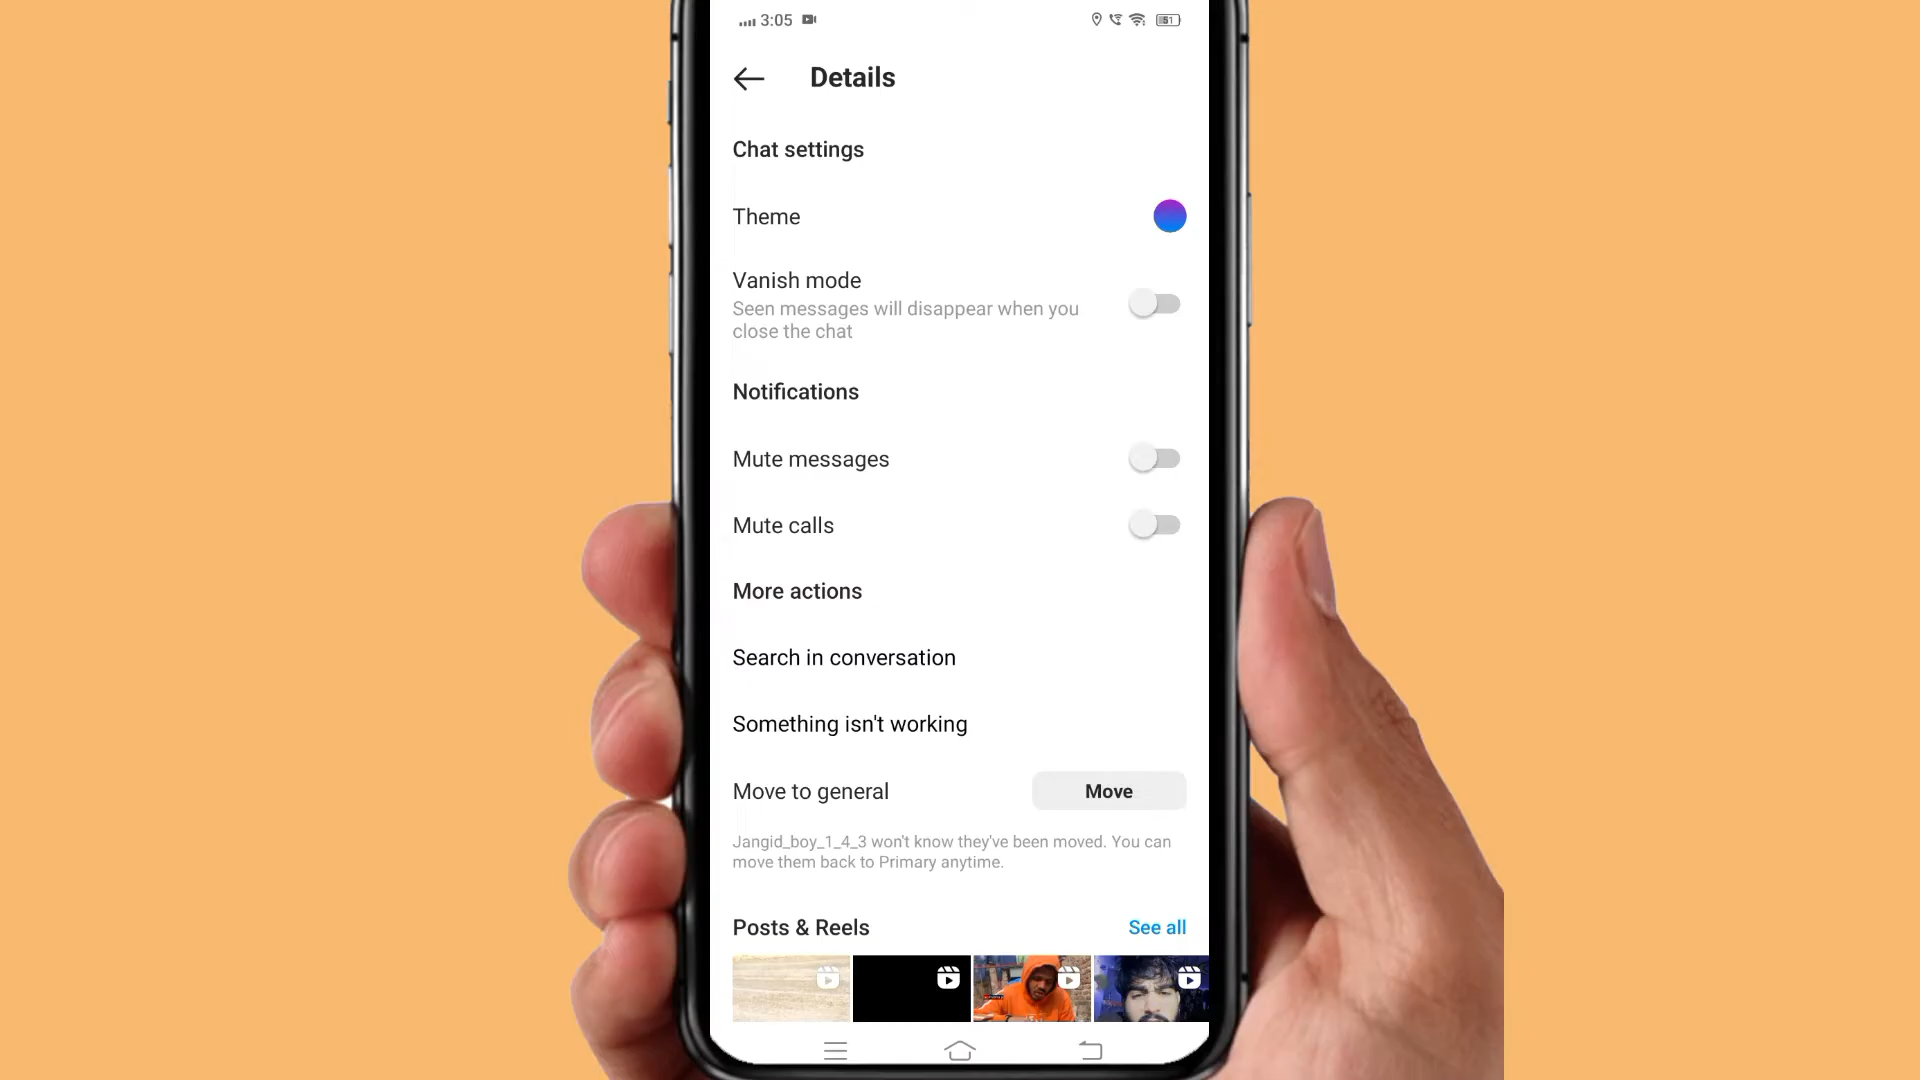 3:05
51
Details
Chat settings
Theme
Vanish mode
Seen messages will disappear when you
close the chat
Notifications
Mute messages
Mute calls
More actions
Search in conversation
Something isn't working
Move to general
Move
Jangid_boy_1_4_3 won't know they've been moved. You can
move them back to Primary anytime.
Posts & Reels
See all